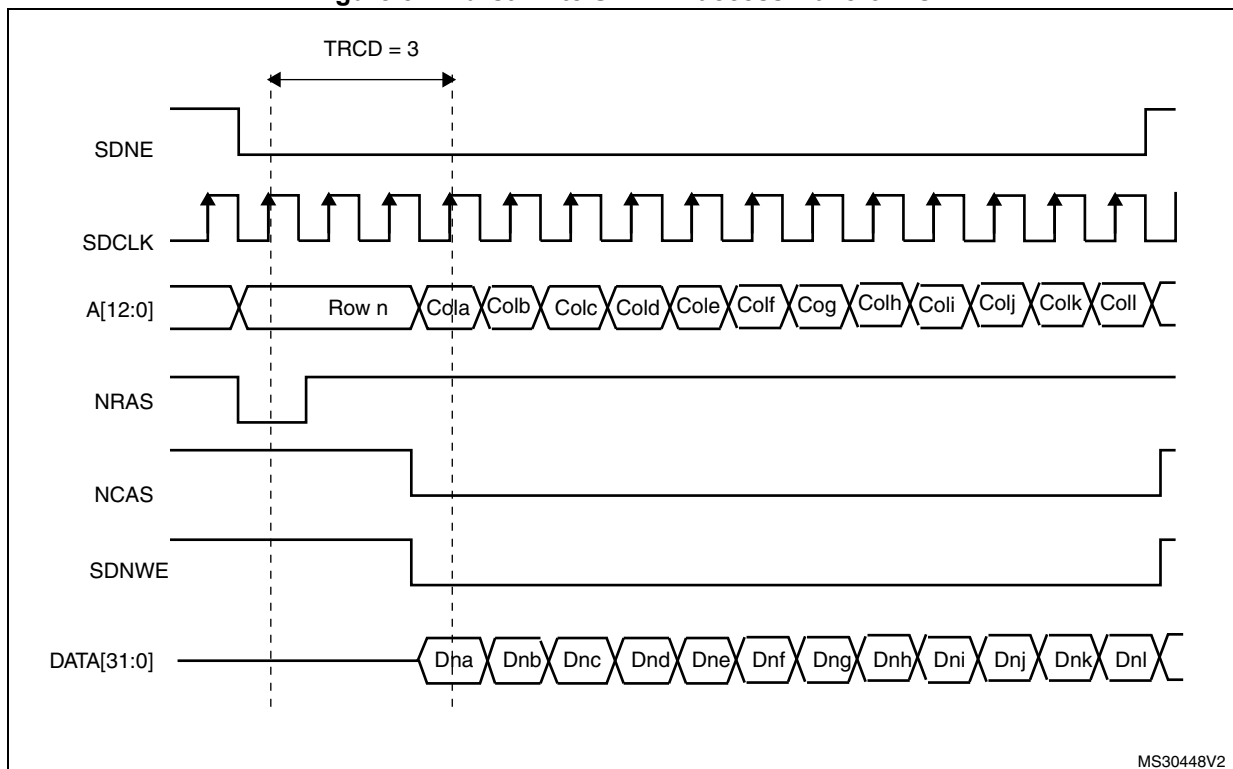 TRCD = 3
SDNE
SDCLK
A[12:0]
Row n
Cola
Colb
Colc
Cold
Cole
Colf
Cog
Colh
Coli
Colj
Colk
Coll
NRAS
NCAS
SDNWE
DATA[31:0]
Dna
Dnb
Dnc
Dnd
Dne
Dnf
Dng
Dnh
Dni
Dnj
Dnk
Dnl
MS30448V2